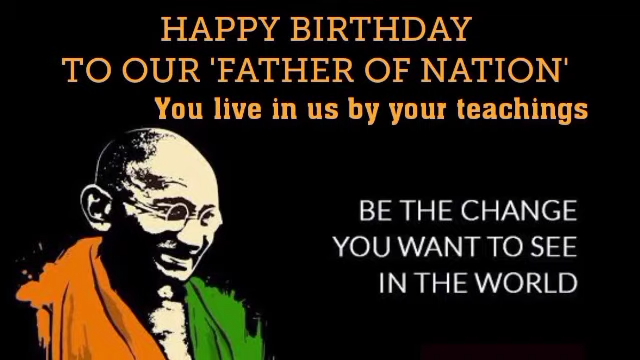 HAPPY BIRTHDAY
TO OUR 'FATHER OF NATION'
You live in us by your teachings
BE THE CHANGE
YOU WANT TO SEE
IN THE WORLD